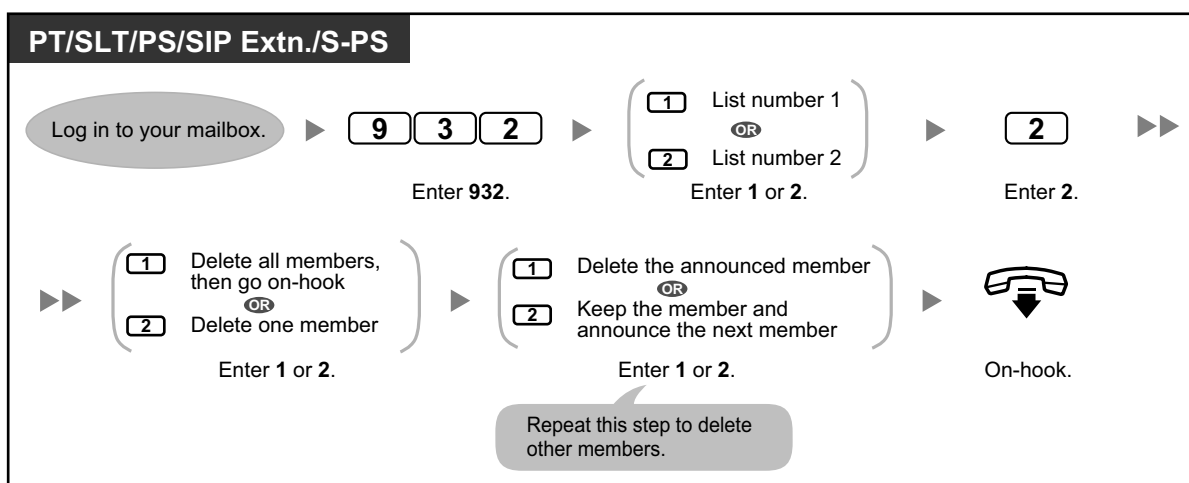 PT/SLT/PS/SIP Extn./S-PS
Log in to your mailbox.
9 3 2
Enter 932.
1 List number 1
OR
2 List number 2
Enter 1 or 2.
2
Enter 2.
1 Delete all members,
then go on-hook
OR
2 Delete one member
Enter 1 or 2.
1 Delete the announced member
OR
2 Keep the member and
announce the next member
Enter 1 or 2.
Repeat this step to delete
other members.
On-hook.